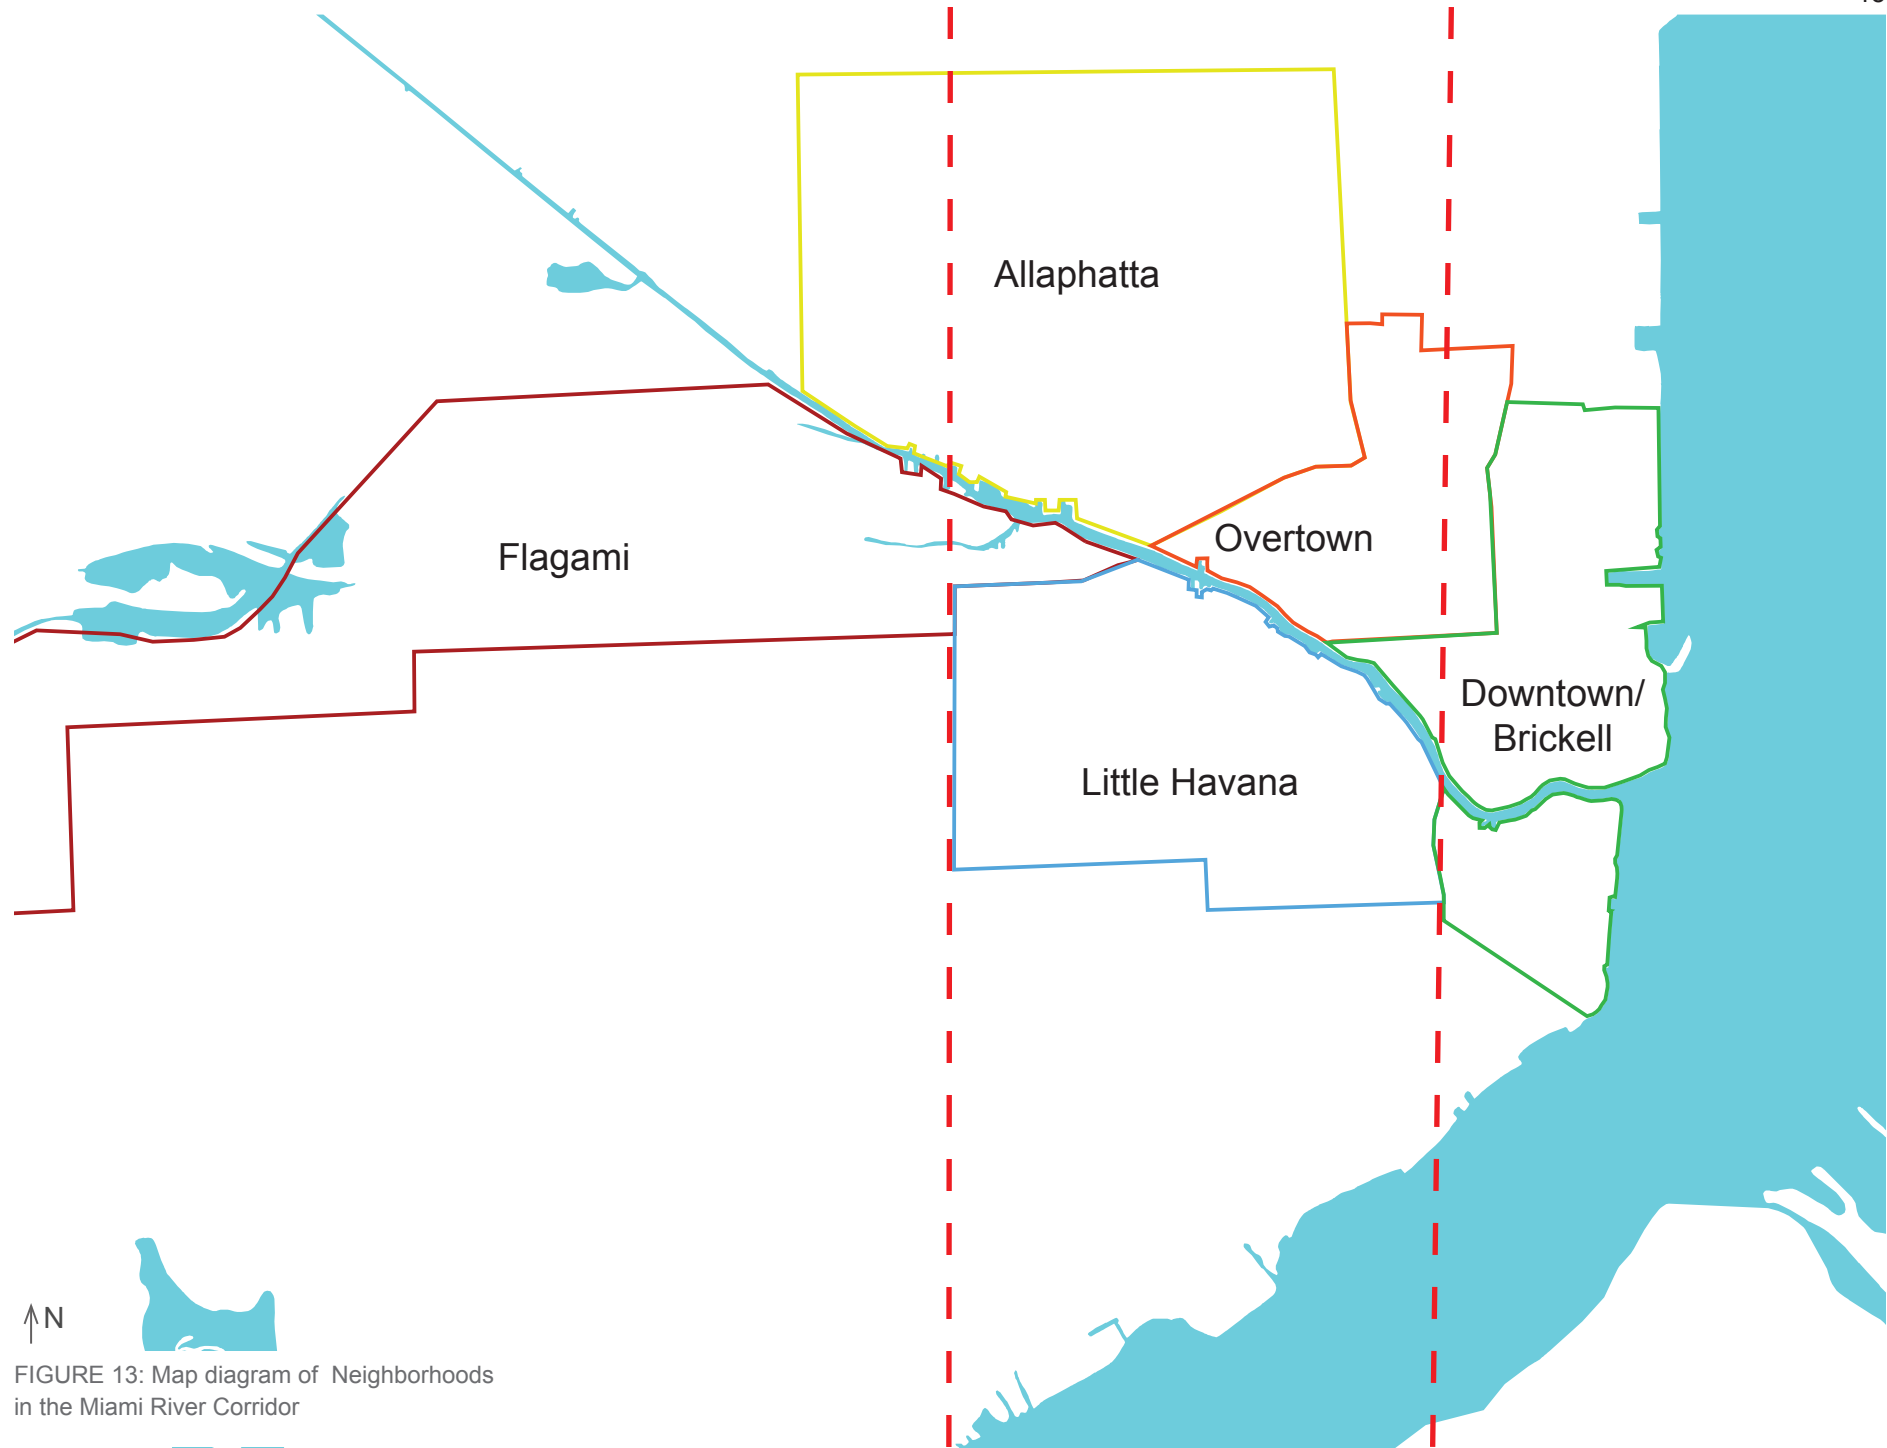 Allaphatta
Overtown
Flagami
Downtown/
Brickell
Little Havana
N
FIGURE 13: Map diagram of Neighborhoods
in the Miami River Corridor